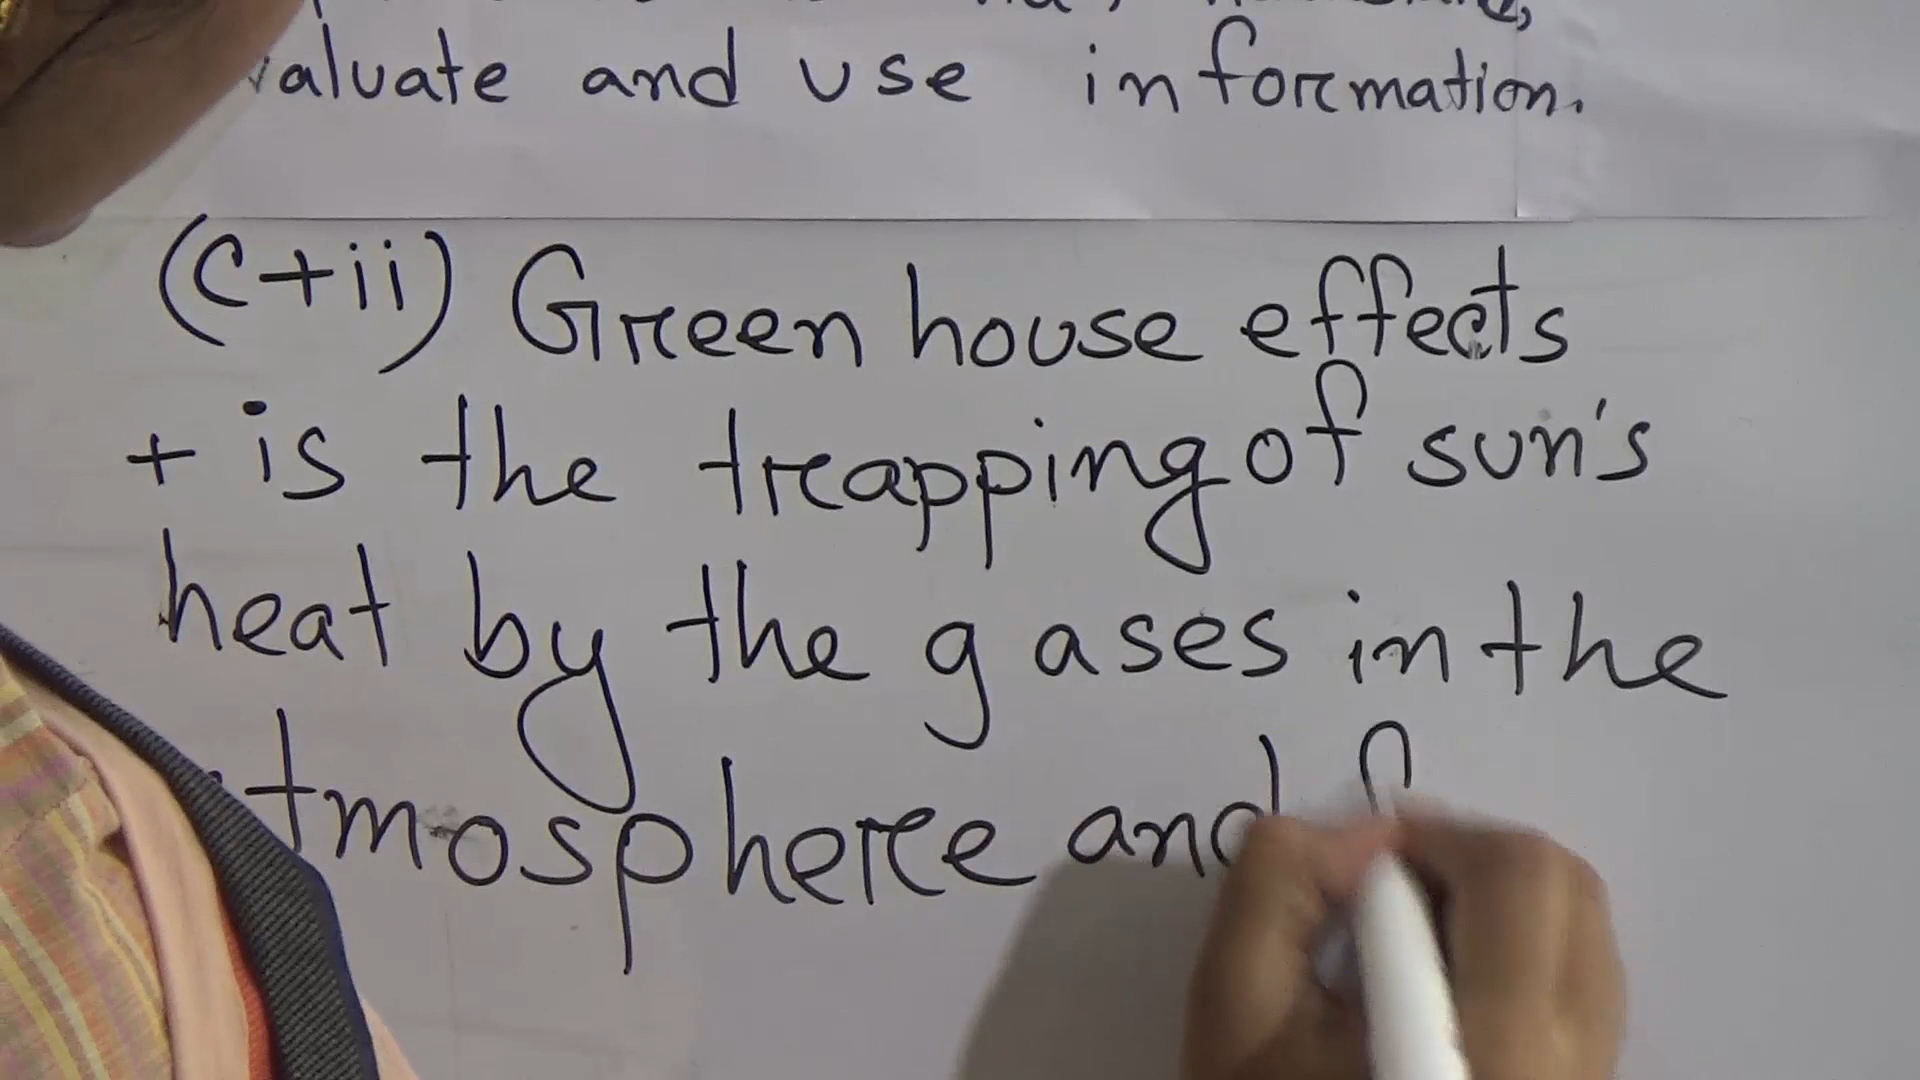 valuate and use information.
(c+ii) Green house effects
+ is the trapping of sun's
heat by the gases in the
tmosphere and f